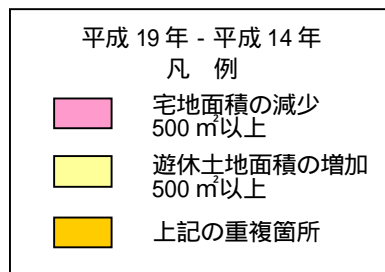 平成 19 年 - 平成 14 年
凡 例
宅地面積の減少
500 ㎡以上
遊休土地面積の増加
500 ㎡以上
上記の重複箇所